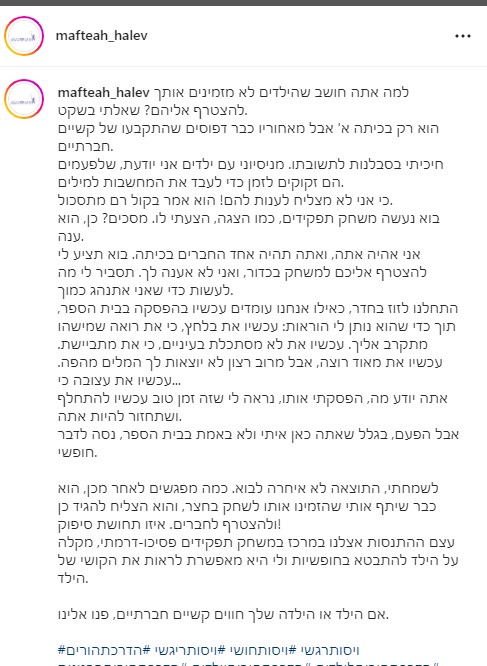 mafteah_halev
mafteah_halev למה אתה חושב שהילדים לא מזמינים אותך
להצטרף אליהם? שאלתי בשקט.
הוא רק בכיתה א' אבל מאחוריו כבר דפוסים שהתקבעו של קשיים
חברתיים.
חיכיתי בסבלנות לתשובתו. מניסיוני עם ילדים אני יודעת, שלפעמים
הם זקוקים לזמן כדי לעבד את המחשבות למילים.
כי אני לא מצליח לענות להם! הוא אמר בקול רם מתסכול.
בוא נעשה משחק תפקידים, כמו הצגה, הצעתי לו. מסכים? כן, הוא
ענה.
אני אהיה אתה, ואתה תהיה אחד החברים בכיתה. בוא תציע לי
להצטרף אליכם למשחק בכדור, ואני לא אענה לך. תסביר לי מה
לעשות כדי שאני אתנהג כמוך.
התחלנו לזוז בחדר, כאילו אנחנו עומדים עכשיו בהפסקה בבית הספר,
תוך כדי שהוא נותן לי הוראות: עכשיו את בלחץ, כי את רואה שמישהו
מתקרב אליך. עכשיו את לא מסתכלת בעיניים, כי את מתביישת.
עכשיו את מאוד רוצה, אבל מרוב רצון לא יוצאות לך המלים מהפה.
עכשיו את עצובה כי...
אתה יודע מה, הפסקתי אותו, נראה לי שזה זמן טוב עכשיו להתחלף
ושתחזור להיות אתה.
אבל הפעם, בגלל שאתה כאן איתי ולא באמת בבית הספר, נסה לדבר
חופשי.
לשמחתי, התוצאה לא איחרה לבוא. כמה מפגשים לאחר מכן, הוא
כבר שיתף אותי שהזמינו אותו לשחק בחצר, והוא הצליח להגיד כן
ולהצטרף לחברים. איזו תחושת סיפוק!
עצם ההתנסות אצלנו במרכז במשחק תפקידים פסיכו-דרמתי, מקלה
על הילד להתבטא בחופשיות ולי היא מאפשרת לראות את הקושי של
הילד.
אם הילד או הילדה שלך חווים קשיים חברתיים, פנו אלינו.
#ויסותרגשי #ויסותחושי #ויסותריגשי #הדרכתהורים